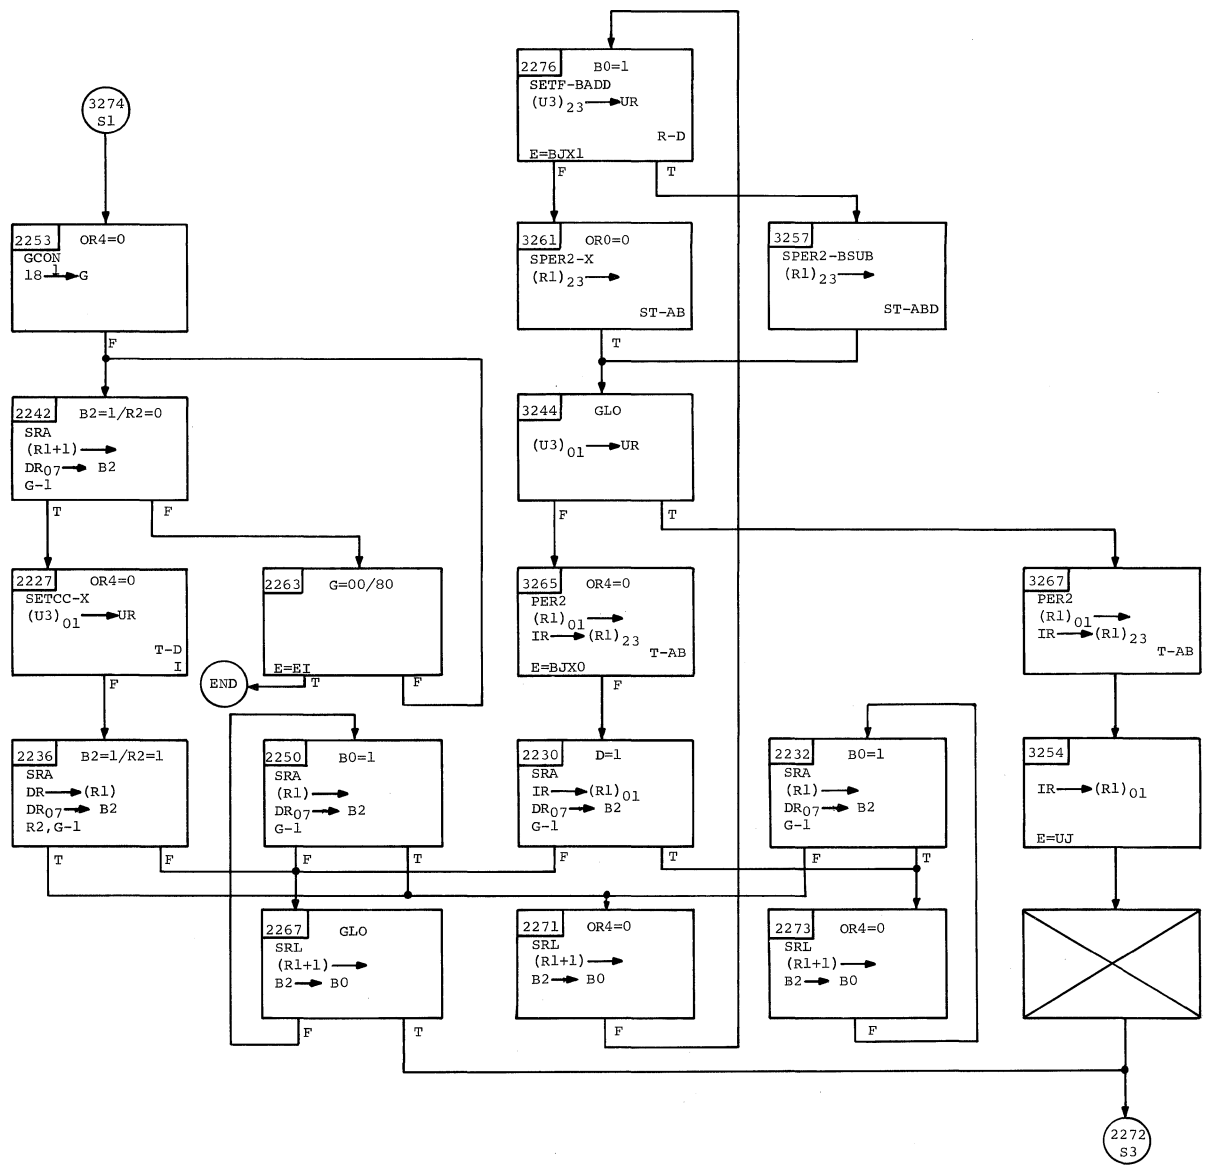 3274
S1
2276 B0=1
SETF-BADD
(U3)23 → UR
R-D
E=BJX1
F T
2253 OR4=0
GCON
18 1→ G
F
3261 OR0=0
SPER2-X
(R1)23 →
ST-AB
T
3257
SPER2-BSUB
(R1)23 →
ST-ABD
2242 B2=1/R2=0
SRA
(R1+1) →
DR07 → B2
G-1
T F
3244 GLO
(U3)01 → UR
F T
2227 OR4=0
SETCC-X
(U3)01 → UR
T-D
I
F
2263 G=00/80
E=EI
T F
END
3265 OR4=0
PER2
(R1)01 →
IR → (R1)23
T-AB
E=BJX0
F
3267
PER2
(R1)01 →
IR → (R1)23
T-AB
2236 B2=1/R2=1
SRA
DR → (R1)
DR07 → B2
R2,G-1
T F
2250 B0=1
SRA
(R1) →
DR07 → B2
G-1
F T
2230 D=1
SRA
IR → (R1)01
DR07 → B2
G-1
F T
2232 B0=1
SRA
(R1) →
DR07 → B2
G-1
F T
3254
IR → (R1)01
E=UJ
2267 GLO
SRL
(R1+1) →
B2 → B0
F T
2271 OR4=0
SRL
(R1+1) →
B2 → B0
F
2273 OR4=0
SRL
(R1+1) →
B2 → B0
F
2272
S3